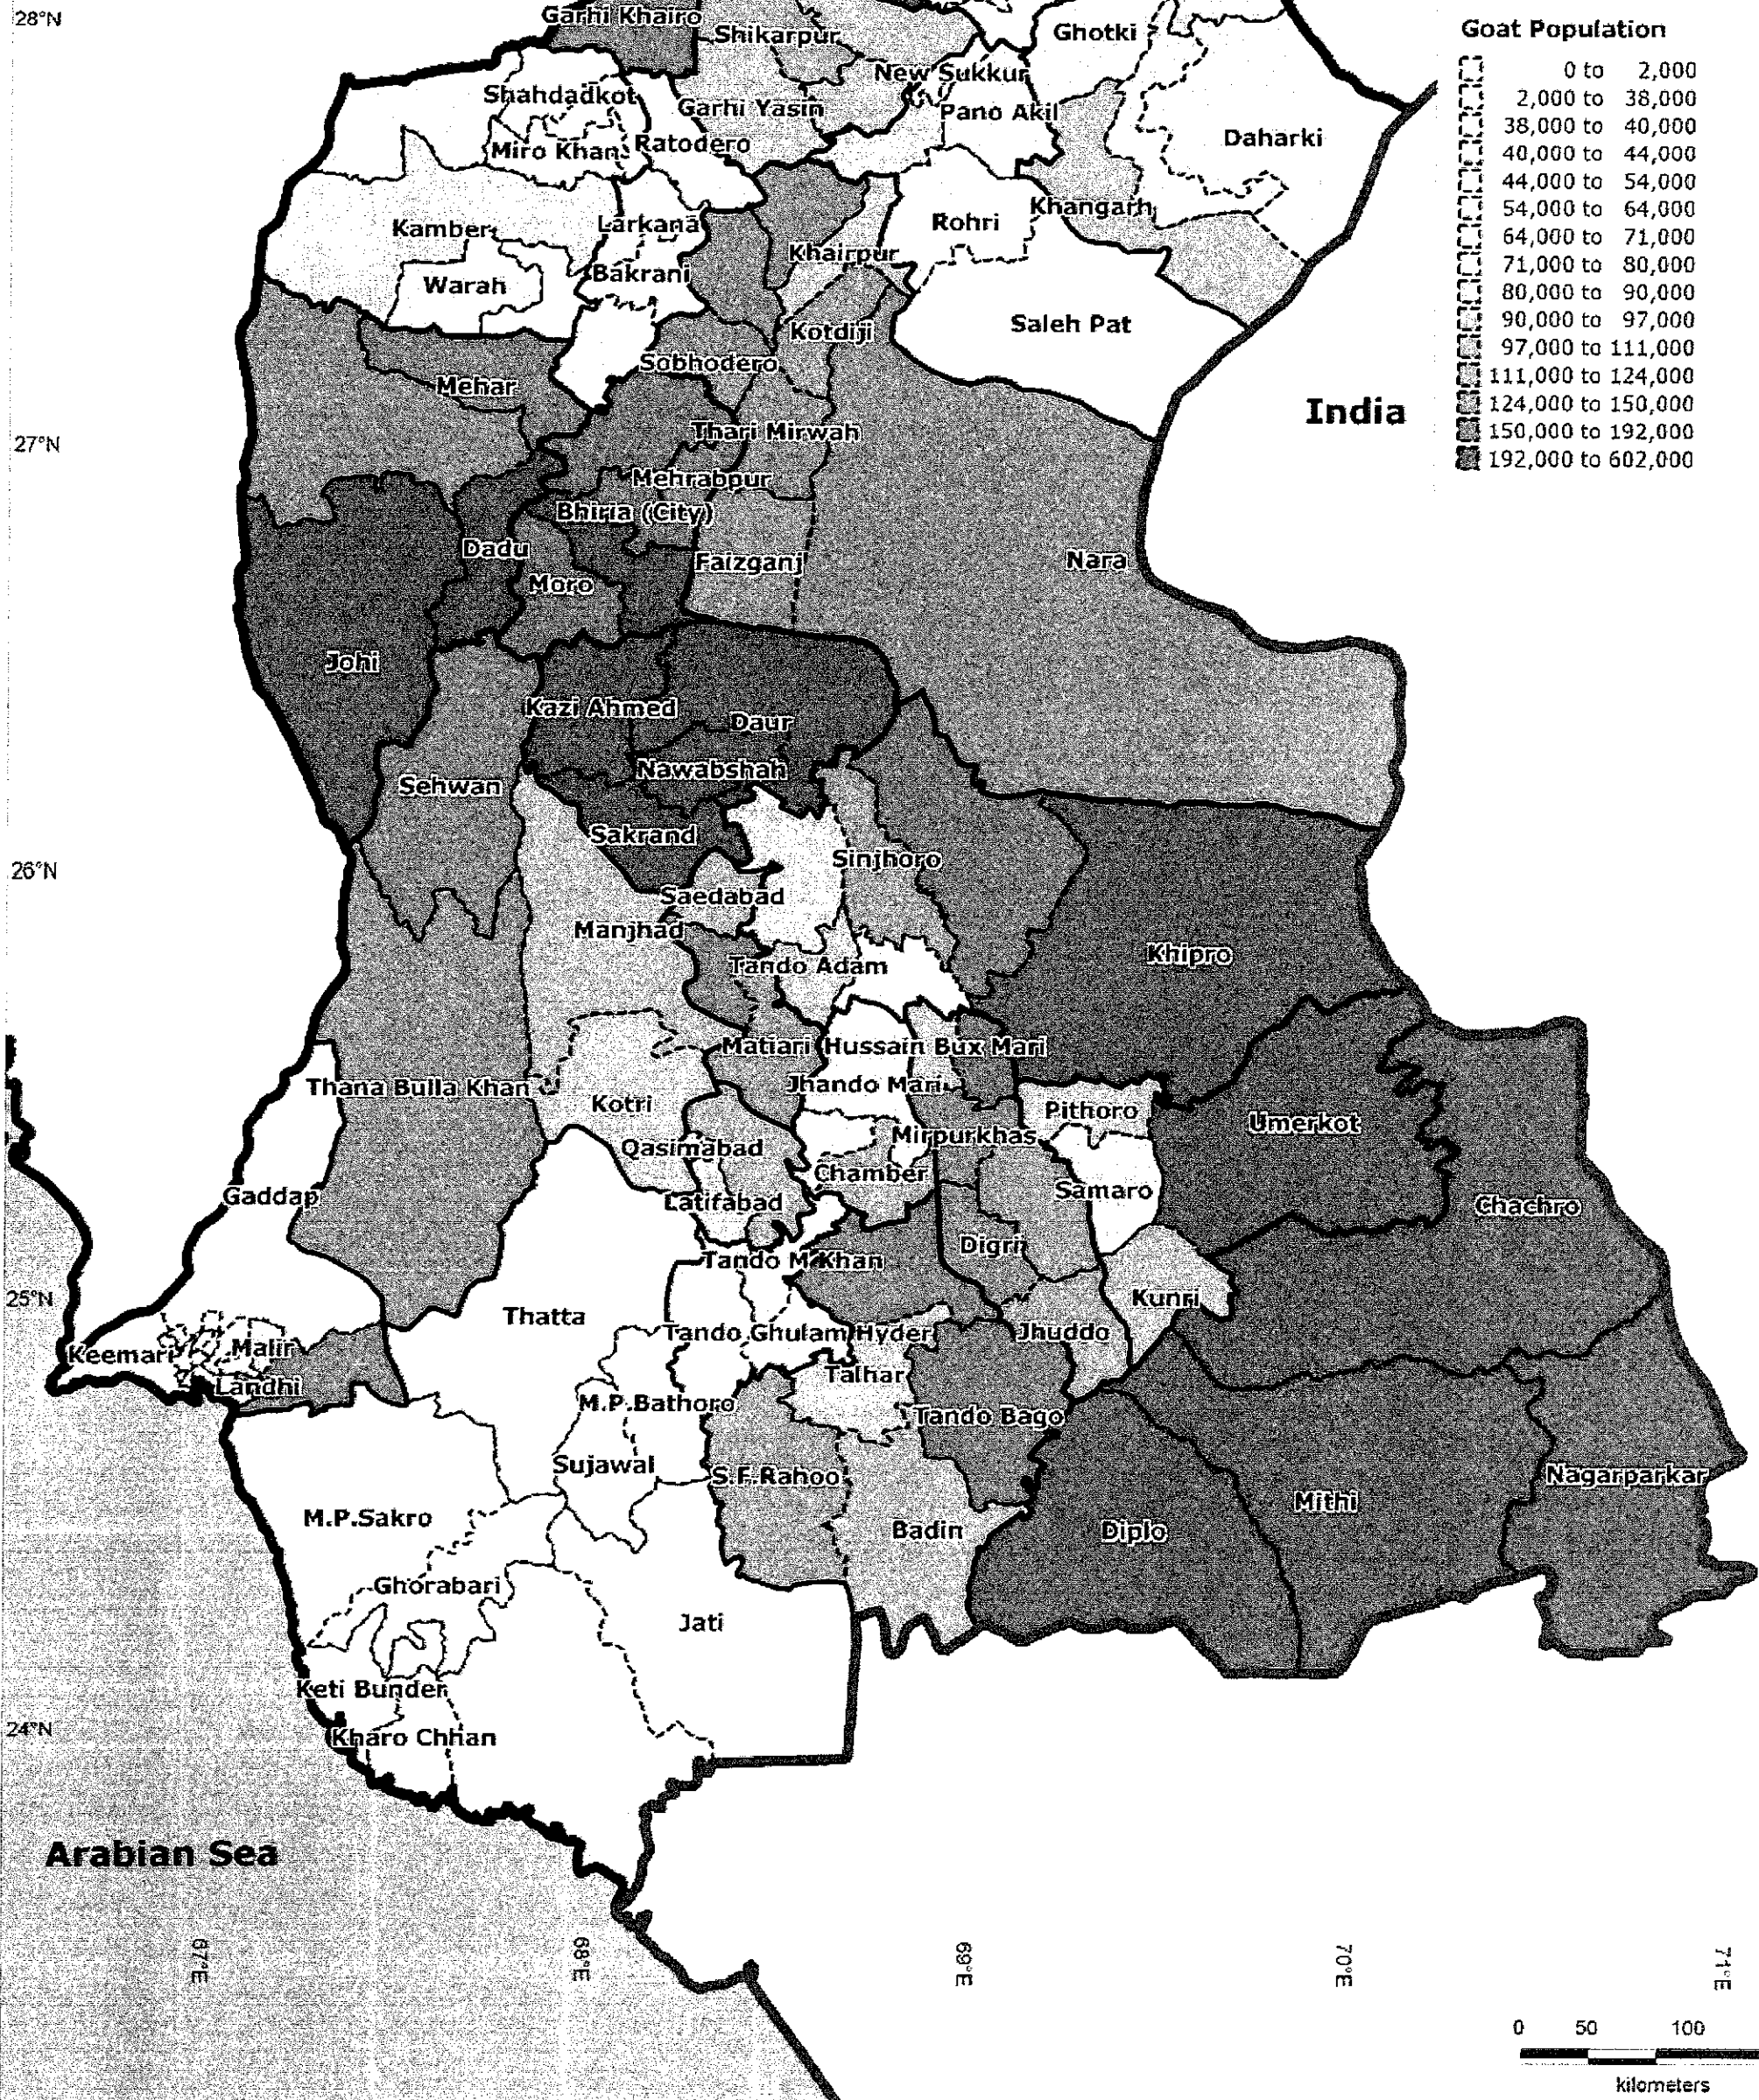 28°N
Garhi Khairo
Shikarpur
Ghotki
Goat Population
0 to 2,000
2,000 to 38,000
38,000 to 40,000
40,000 to 44,000
44,000 to 54,000
54,000 to 64,000
64,000 to 71,000
71,000 to 80,000
80,000 to 90,000
90,000 to 97,000
97,000 to 111,000
111,000 to 124,000
124,000 to 150,000
150,000 to 192,000
192,000 to 602,000
New Sukkur
Shahdadkot
Garhi Yasin
Pano Akil
Daharki
Miro Khan
Ratodero
Khangarh
Kamber
Larkana
Rohri
Khairpur
Warah
Bakrani
Saleh Pat
Kotdiji
Sobhodero
Mehar
India
27°N
Thari Mirwah
Mehrabpur
Bhiria (City)
Dadu
Faizganj
Nara
Moro
Johi
Kazi Ahmed
Daur
Nawabshah
Sehwan
Sakrand
Sinjhoro
26°N
Saedabad
Manjhad
Khipro
Tando Adam
Matiari
Hussain Bux Mari
Thana Bulla Khan
Jhando Mari
Kotri
Pithoro
Umerkot
Mirpurkhas
Qasimabad
Chamber
Samaro
Gaddap
Latifabad
Chachro
Digri
Tando M Khan
25°N
Kunri
Thatta
Tando Ghulam Hyder
Jhuddo
Keemari
Malir
Talhar
Landhi
M.P.Bathoro
Tando Bago
Sujawal
S.F.Rahoo
Nagarparkar
Mithi
M.P.Sakro
Badin
Diplo
Ghorabari
Jati
Keti Bunder
24°N
Kharo Chhan
Arabian Sea
67°E
68°E
69°E
70°E
71°E
0 50 100
kilometers